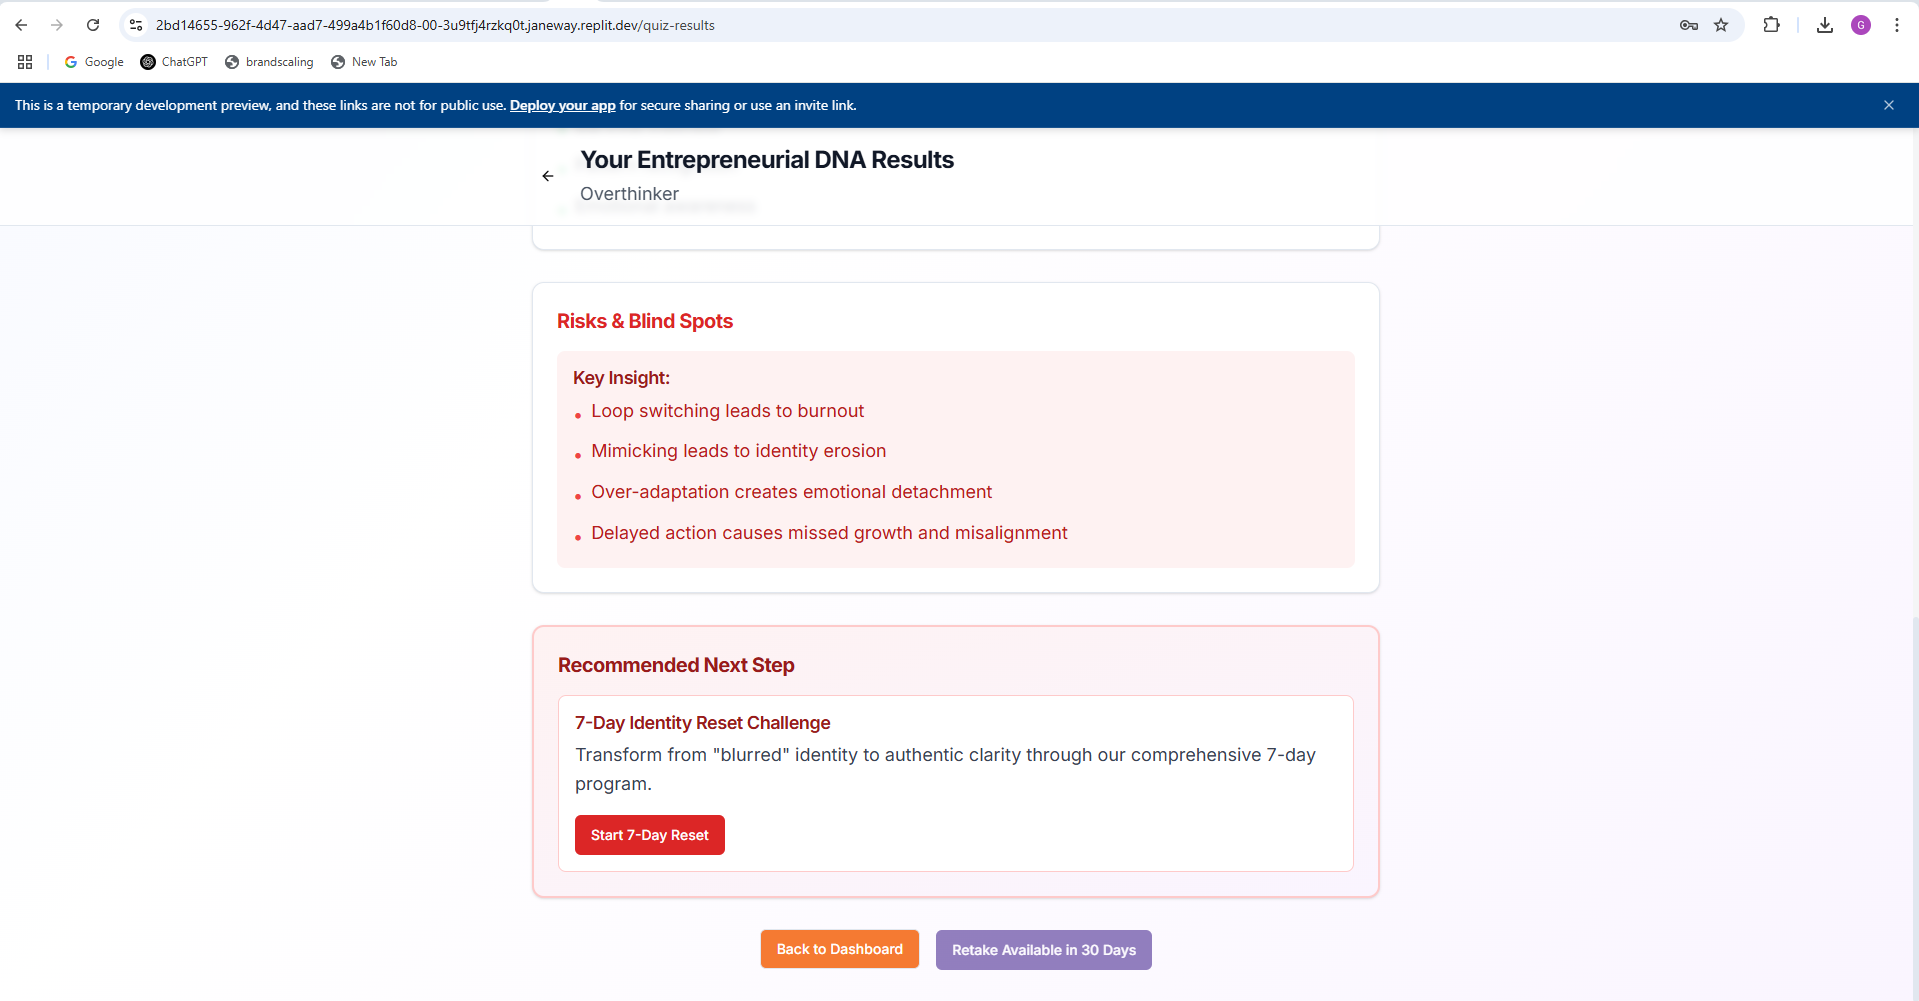 2bd14655-962f-4d47-aad7-499a4b1f60d8-00-3u9tfj4rzkq0t.janeway.replit.dev/quiz-results
G
Google
ChatGPT
brandscaling
New Tab
This is a temporary development preview, and these links are not for public use. Deploy your app for secure sharing or use an invite link.
Your Entrepreneurial DNA Results
Overthinker
Risks & Blind Spots
Key Insight:
Loop switching leads to burnout
Mimicking leads to identity erosion
Over-adaptation creates emotional detachment
Delayed action causes missed growth and misalignment
Recommended Next Step
7-Day Identity Reset Challenge
Transform from "blurred" identity to authentic clarity through our comprehensive 7-day
program.
Start 7-Day Reset
Back to Dashboard
Retake Available in 30 Days